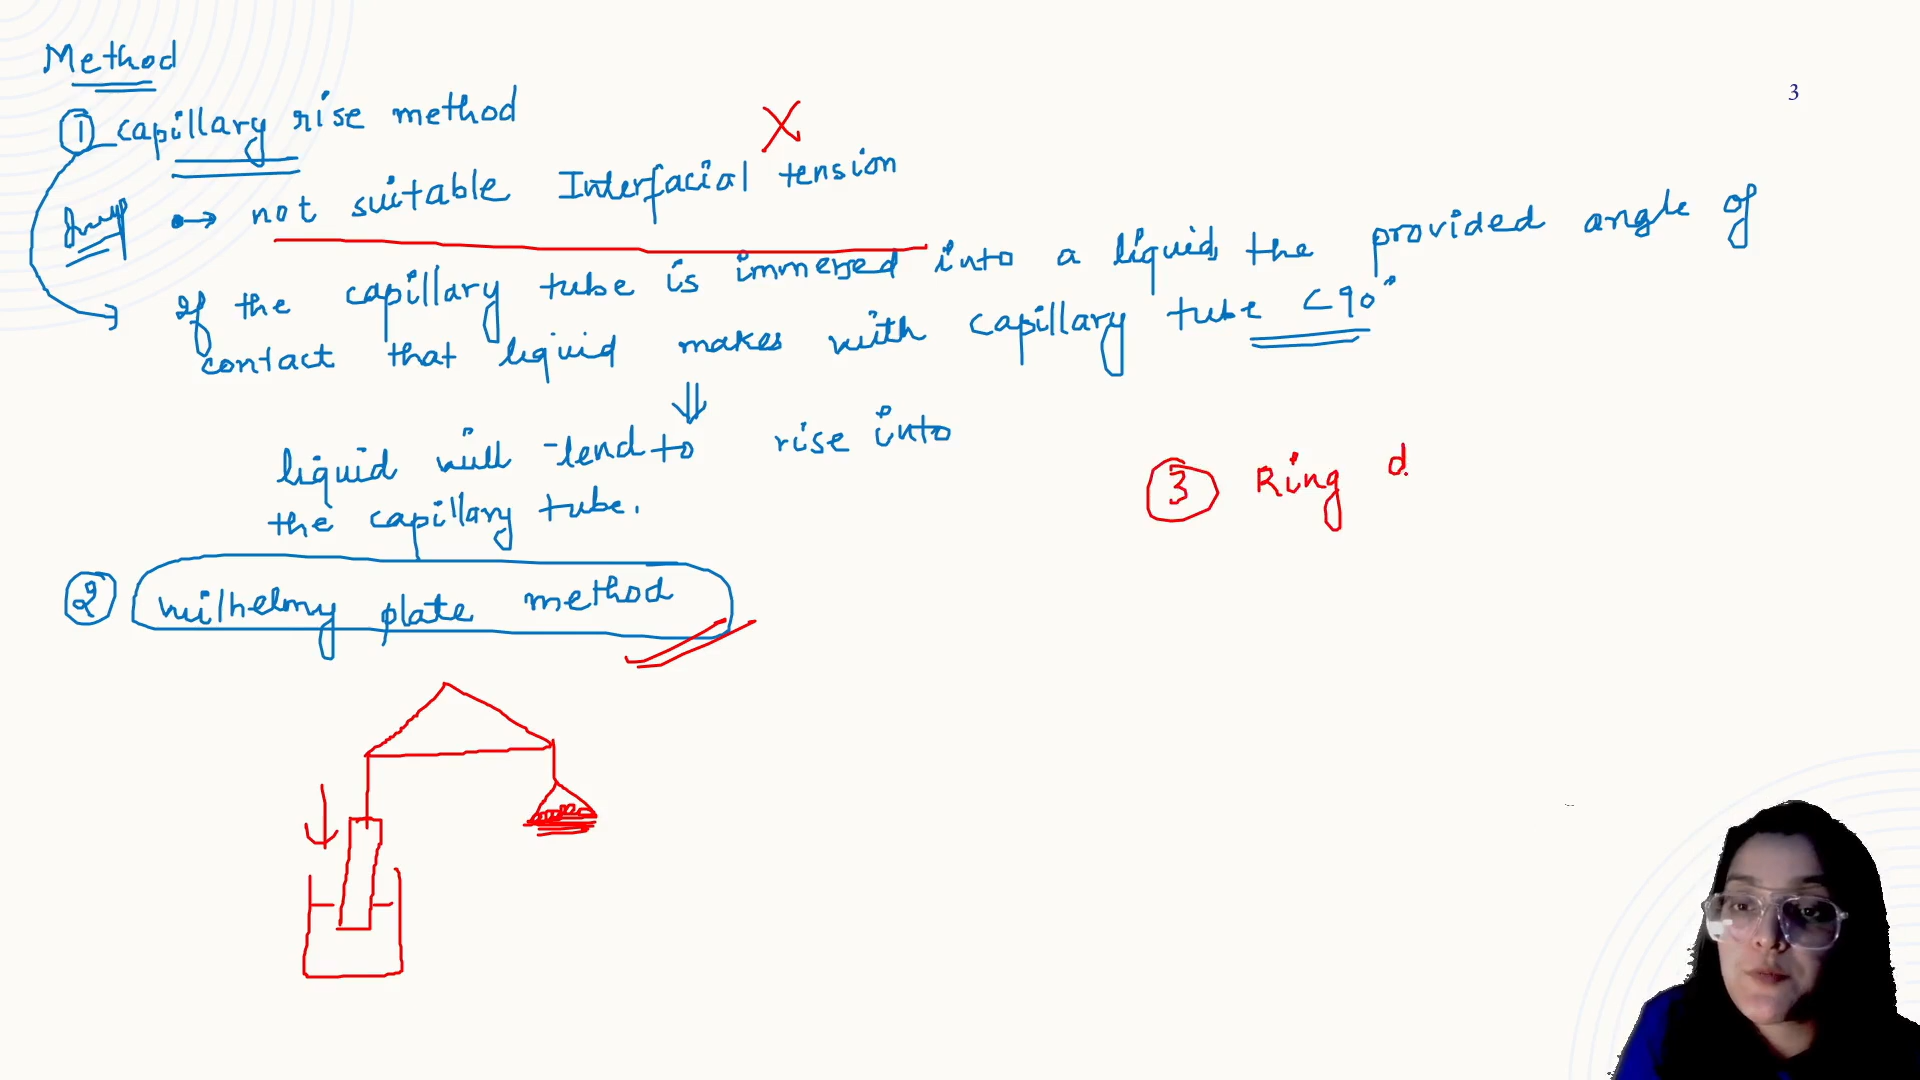 Method
3
① capillary rise method
X
Imp → not suitable Interfacial tension
If the capillary tube is immersed into a liquid, the provided angle of
contact that liquid makes with capillary tube <90°
⇓
liquid will tend to rise into
the capillary tube.
③ Ring d
② wilhelmy plate method